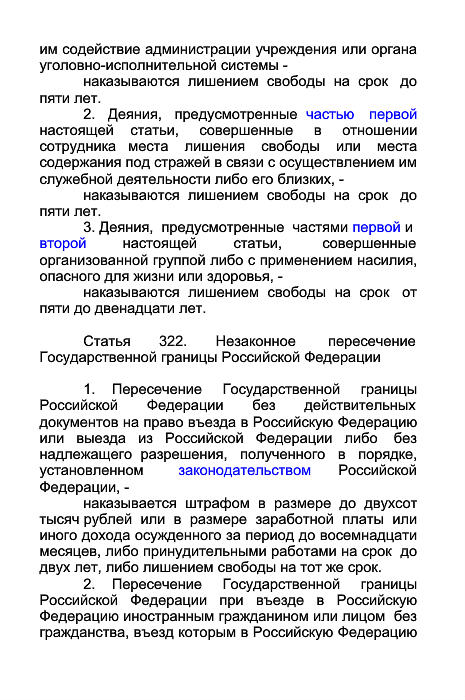 им содействие администрации учреждения или органа
уголовно-исполнительной системы -
наказываются лишением свободы на срок до
пяти лет.
2. Деяния, предусмотренные частью первой
настоящей статьи, совершенные в отношении
сотрудника места лишения свободы или места
содержания под стражей в связи с осуществлением им
служебной деятельности либо его близких, -
наказываются лишением свободы на срок до
пяти лет.
3. Деяния, предусмотренные частями первой и
второй настоящей статьи, совершенные
организованной группой либо с применением насилия,
опасного для жизни или здоровья, -
наказываются лишением свободы на срок от
пяти до двенадцати лет.
Статья 322. Незаконное пересечение
Государственной границы Российской Федерации
1. Пересечение Государственной границы
Российской Федерации без действительных
документов на право въезда в Российскую Федерацию
или выезда из Российской Федерации либо без
надлежащего разрешения, полученного в порядке,
установленном законодательством Российской
Федерации, -
наказывается штрафом в размере до двухсот
тысяч рублей или в размере заработной платы или
иного дохода осужденного за период до восемнадцати
месяцев, либо принудительными работами на срок до
двух лет, либо лишением свободы на тот же срок.
2. Пересечение Государственной границы
Российской Федерации при въезде в Российскую
Федерацию иностранным гражданином или лицом без
гражданства, въезд которым в Российскую Федерацию